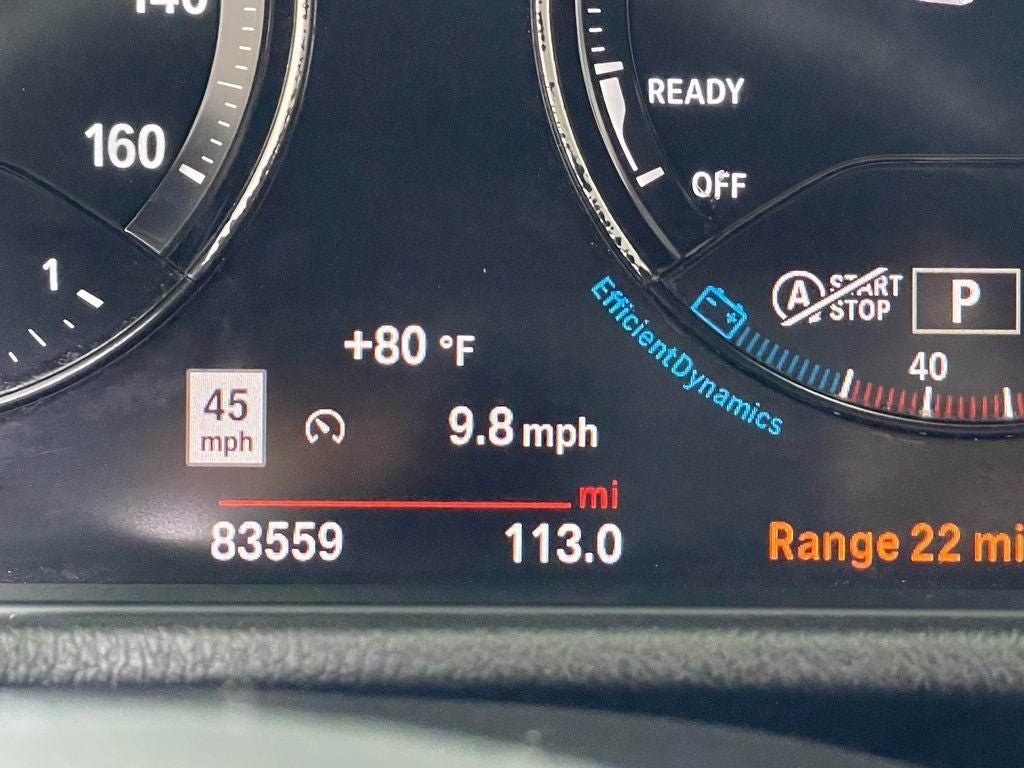 140
160
1
READY
OFF
EfficientDynamics
A
START
STOP
P
40
+80 °F
45
mph
9.8 mph
mi
83559
113.0
Range 22 mi